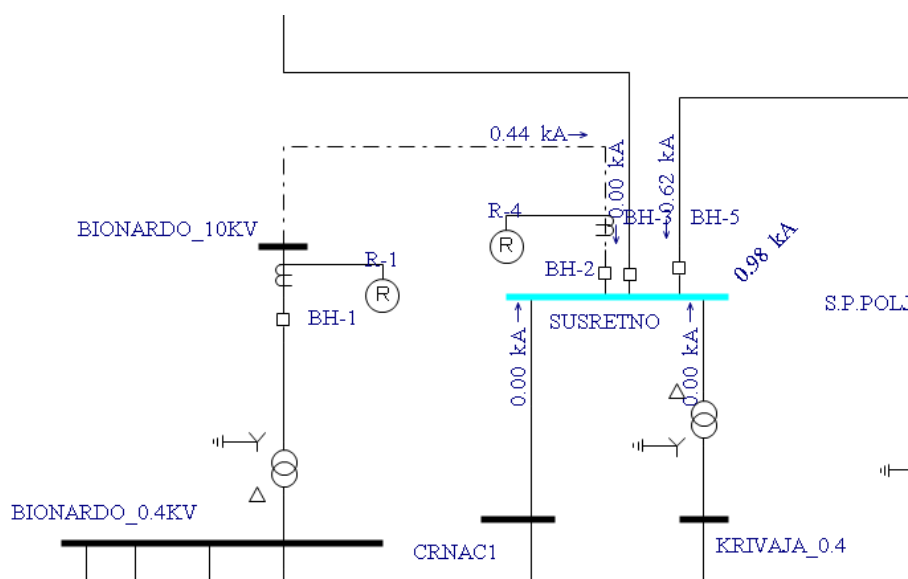 0.44 kA→
0.00 kA
0.62 kA
R-4
BH-3
BH-5
BIONARDO_10KV
R-1
R
BH-2
0.98 kA
R
BH-1
SUSRETNO
S.P.POLJ
0.00 kA
0.00 kA
BIONARDO_0.4KV
CRNAC1
KRIVAJA_0.4